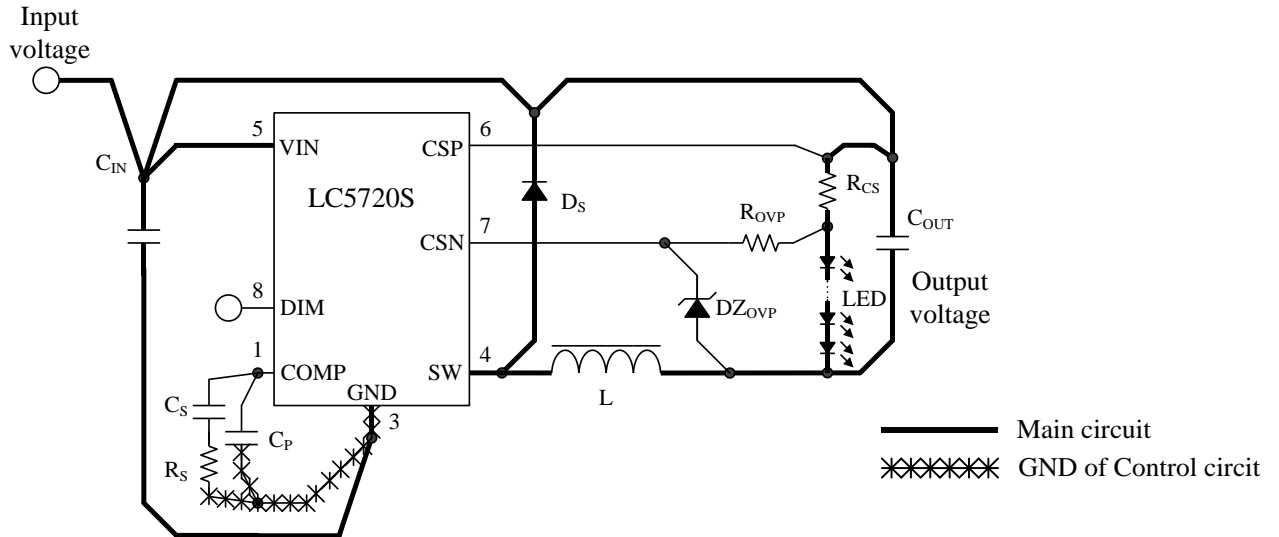 Input
voltage
5
VIN
CIN
LC5720S
6
CSP
DS
RCS
7
CSN
ROVP
COUT
8
DIM
DZOVP
LED
Output
voltage
1
COMP
4
SW
GND
L
CS
CP
3
RS
Main circuit
GND of Control circit